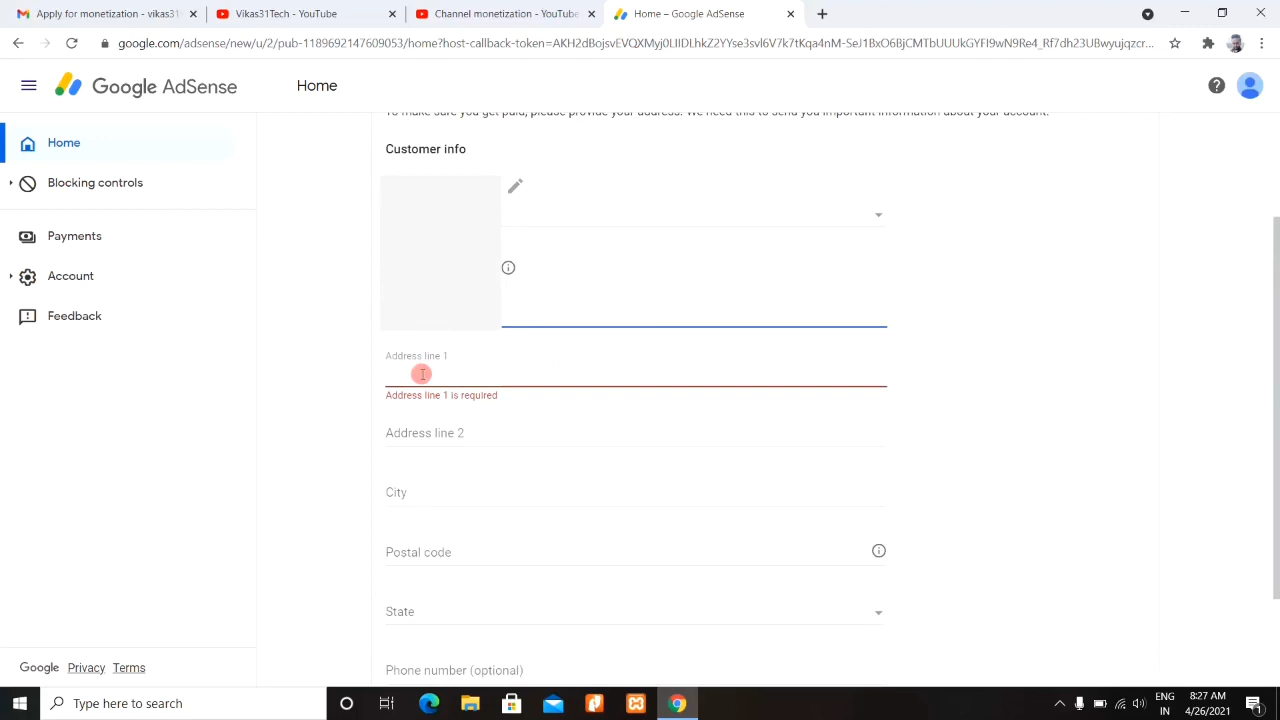 Apply for monetization - vikas31
Vikas31Tech - YouTube
Channel monetization - YouTube
Home – Google AdSense
google.com/adsense/new/u/2/pub-1189692147609053/home?host-callback-token=AKH2dBojsvEVQXMyj0LIIDLhkZ2YYse3svl6V7k7tKqa4nM-SeJ1BxO6BjCMTbUUUkGYFI9wN9Re4_Rf7dh23UBwyujqzcr...
Google AdSense
Home
To make sure you get paid, please provide your address. We need this to send you important information about your account.
Home
Customer info
Blocking controls
Payments
Account
Feedback
Address line 1
Address line 1 is required
Address line 2
City
Postal code
State
Phone number (optional)
Google Privacy Terms
Type here to search
ENG
IN
8:27 AM
4/26/2021
1